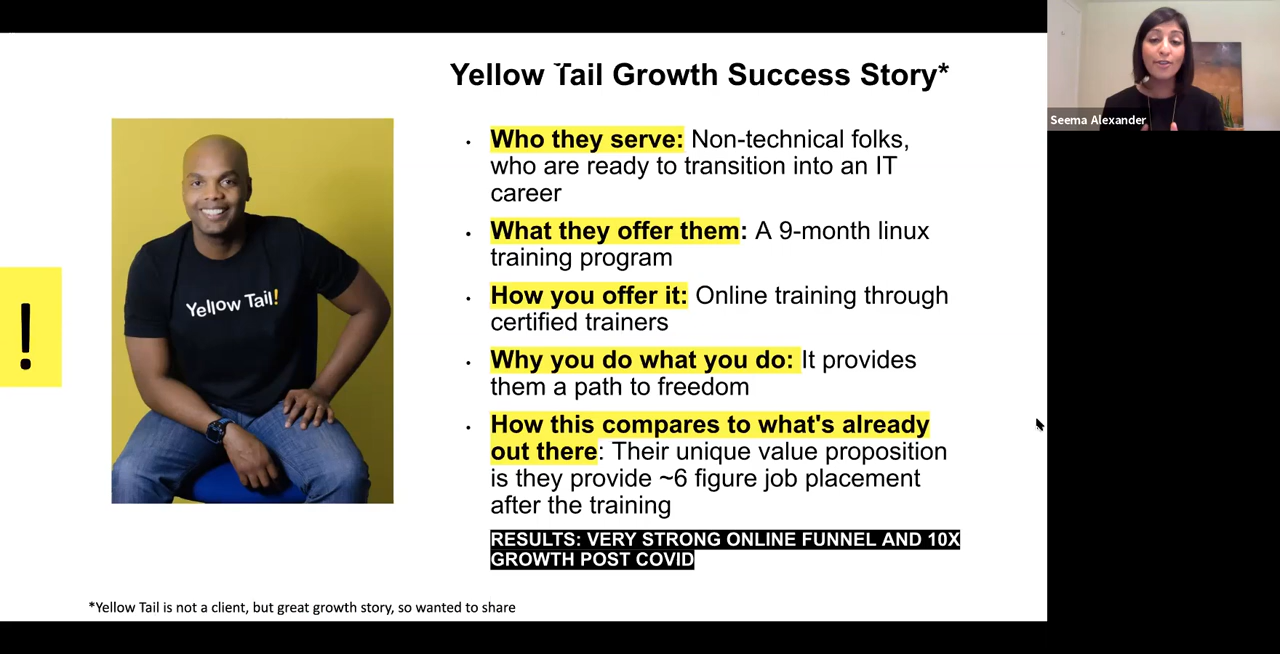 Yellow Tail Growth Success Story*
Seema Alexander
Yellow Tail!
!
• Who they serve: Non-technical folks,
who are ready to transition into an IT
career
• What they offer them: A 9-month linux
training program
• How you offer it: Online training through
certified trainers
• Why you do what you do: It provides
them a path to freedom
• How this compares to what's already
out there: Their unique value proposition
is they provide ~6 figure job placement
after the training
RESULTS: VERY STRONG ONLINE FUNNEL AND 10X
GROWTH POST COVID
*Yellow Tail is not a client, but great growth story, so wanted to share